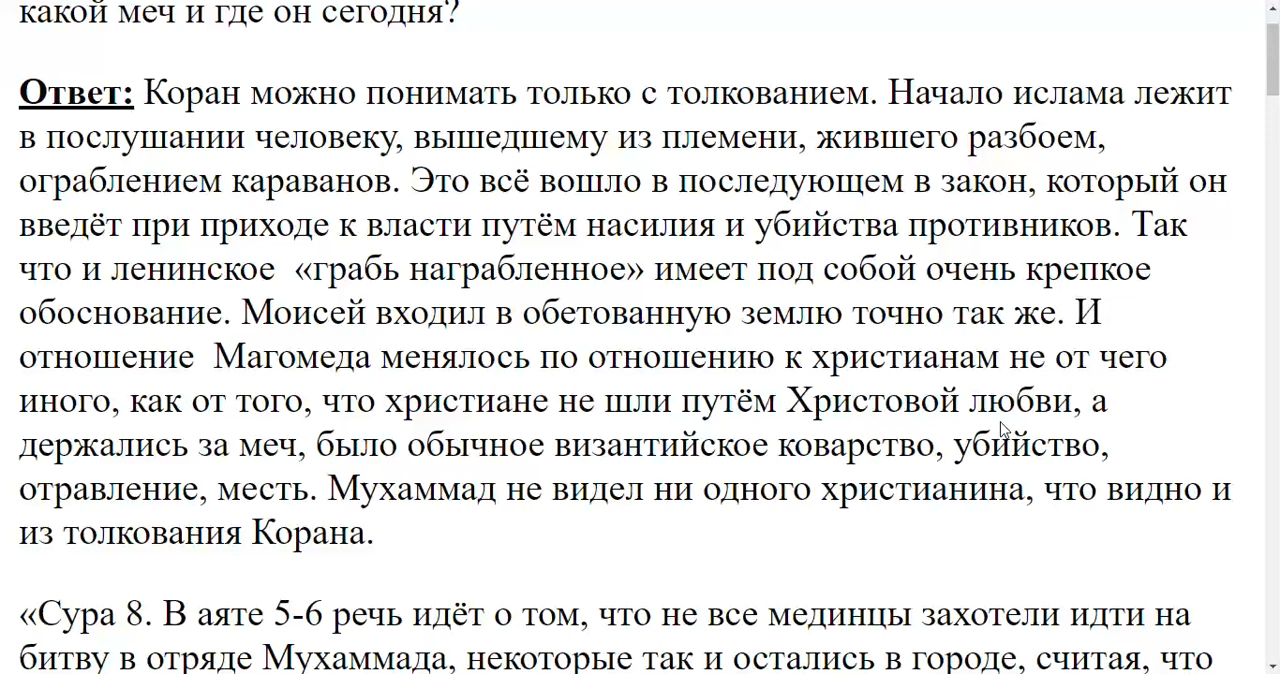 какой меч и где он сегодня?
Ответ: Коран можно понимать только с толкованием. Начало ислама лежит
в послушании человеку, вышедшему из племени, жившего разбоем,
ограблением караванов. Это всё вошло в последующем в закон, который он
введёт при приходе к власти путём насилия и убийства противников. Так
что и ленинское  «грабь награбленное» имеет под собой очень крепкое
обоснование. Моисей входил в обетованную землю точно так же. И
отношение  Магомеда менялось по отношению к христианам не от чего
иного, как от того, что христиане не шли путём Христовой любви, а
держались за меч, было обычное византийское коварство, убийство,
отравление, месть. Мухаммад не видел ни одного христианина, что видно и
из толкования Корана.
«Сура 8. В аяте 5-6 речь идёт о том, что не все мединцы захотели идти на
битву в отряде Мухаммада, некоторые так и остались в городе, считая, что